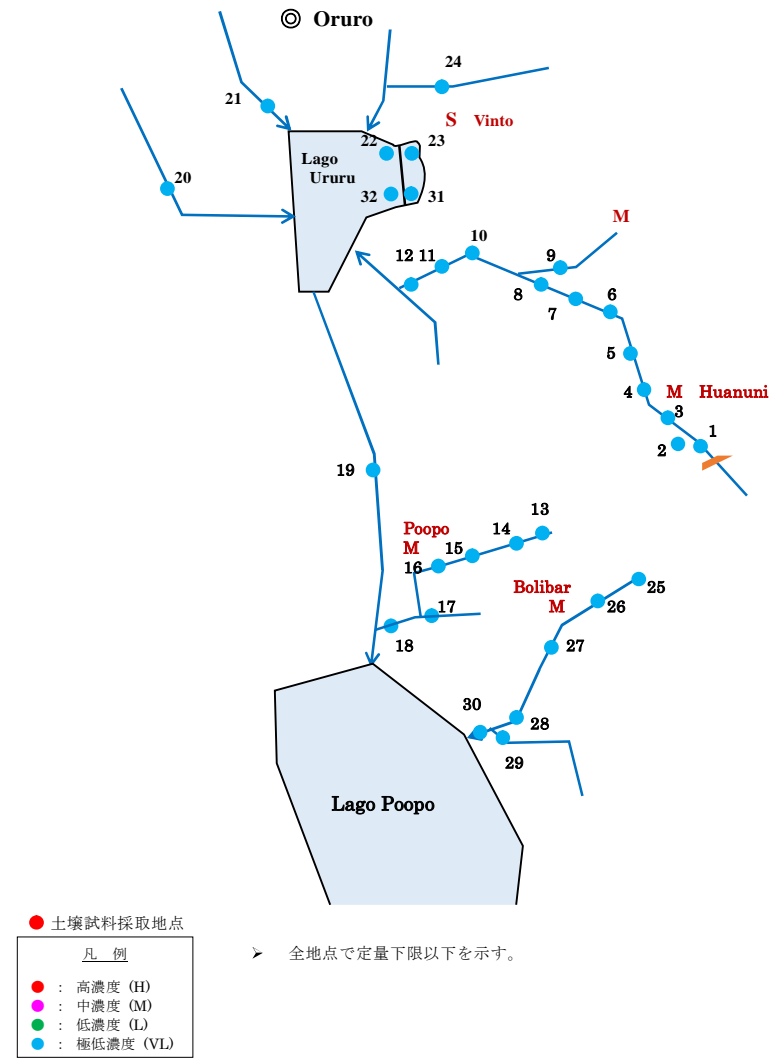 ◎ Oruro
24
21
S Vinto
22
23
Lago
Ururu
20
32
31
M
10
12
11
9
8
7
6
5
4
M Huanuni
3
1
2
19
13
Poopo
M
14
15
16
Bolibar
M
25
26
17
18
27
30
28
29
Lago Poopo
土壌試料採取地点
凡 例
： 高濃度 (H)
： 中濃度 (M)
： 低濃度 (L)
： 極低濃度 (VL)
➢ 全地点で定量下限以下を示す。